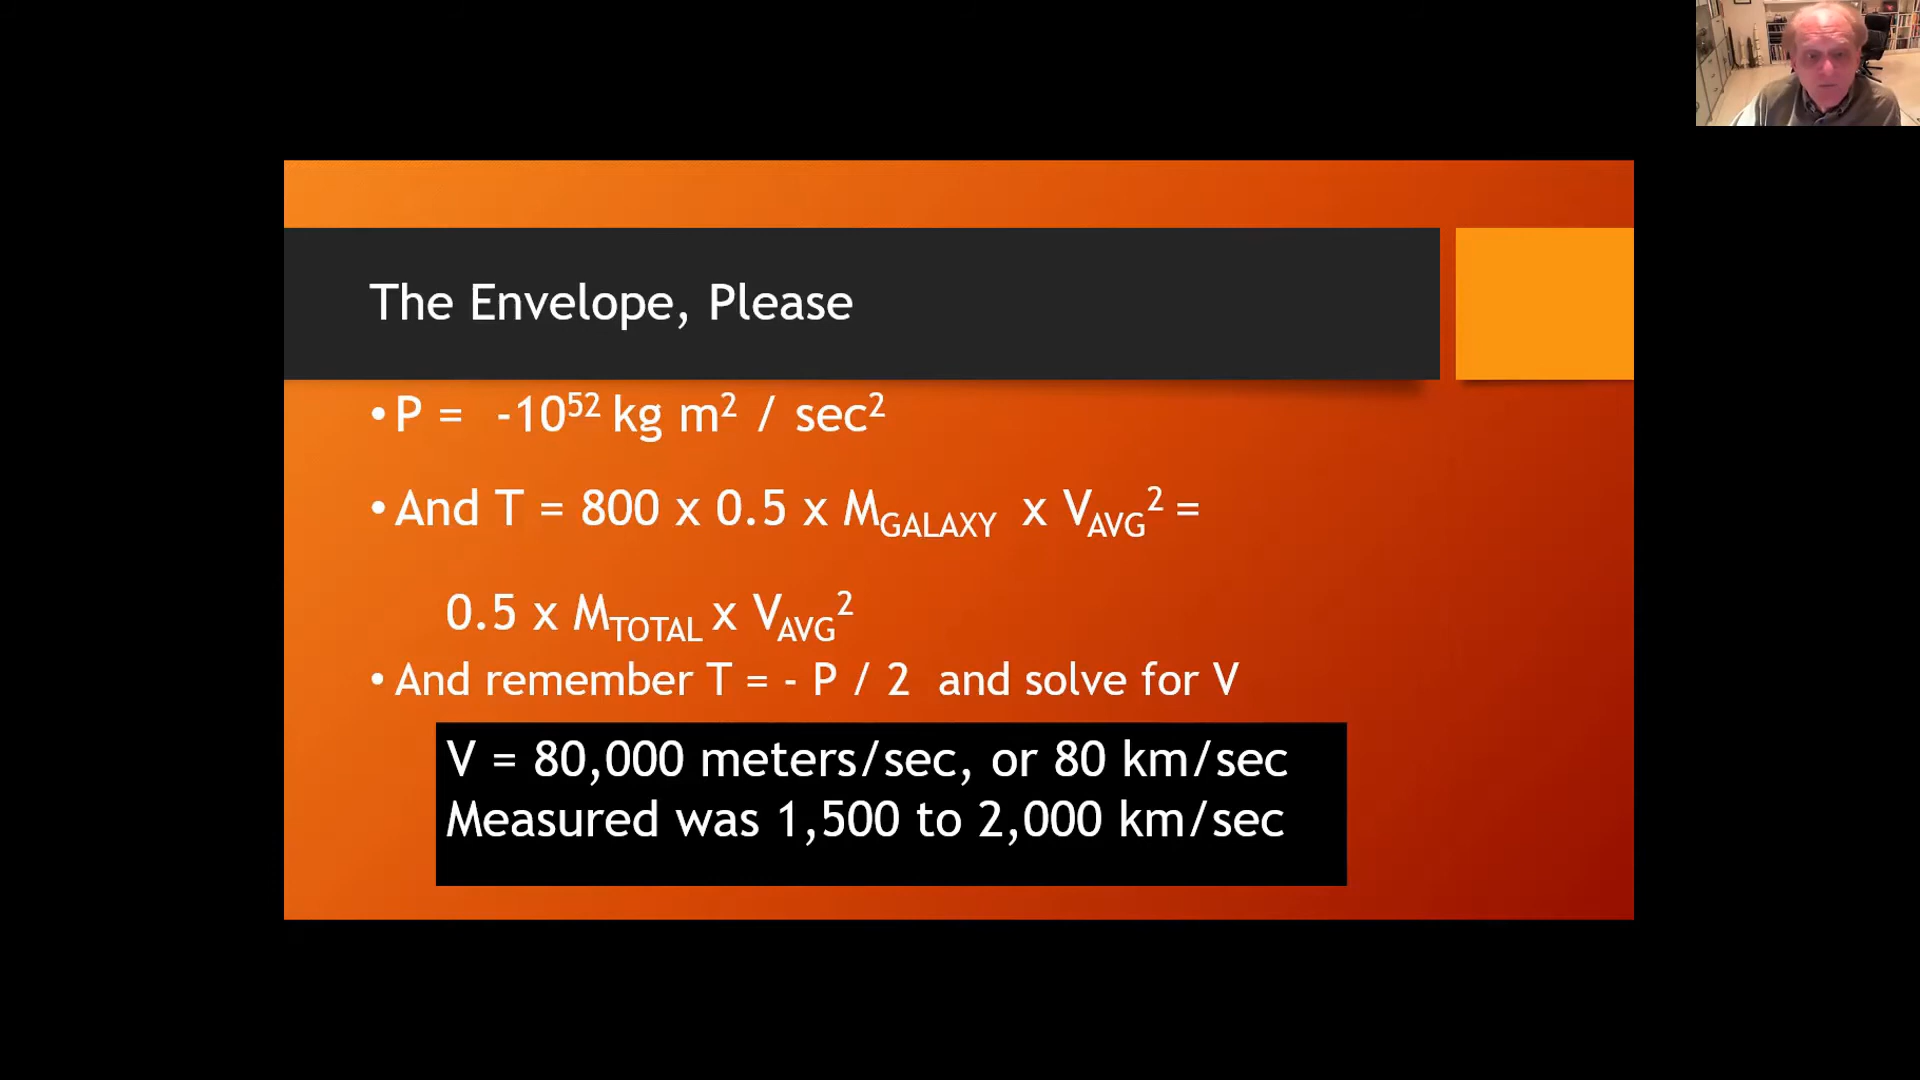 The Envelope, Please
•P = -10⁵² kg m² / sec²
•And T = 800 x 0.5 x M_GALAXY x V_AVG² =
0.5 x M_TOTAL x V_AVG²
•And remember T = - P / 2 and solve for V
V = 80,000 meters/sec, or 80 km/sec
Measured was 1,500 to 2,000 km/sec